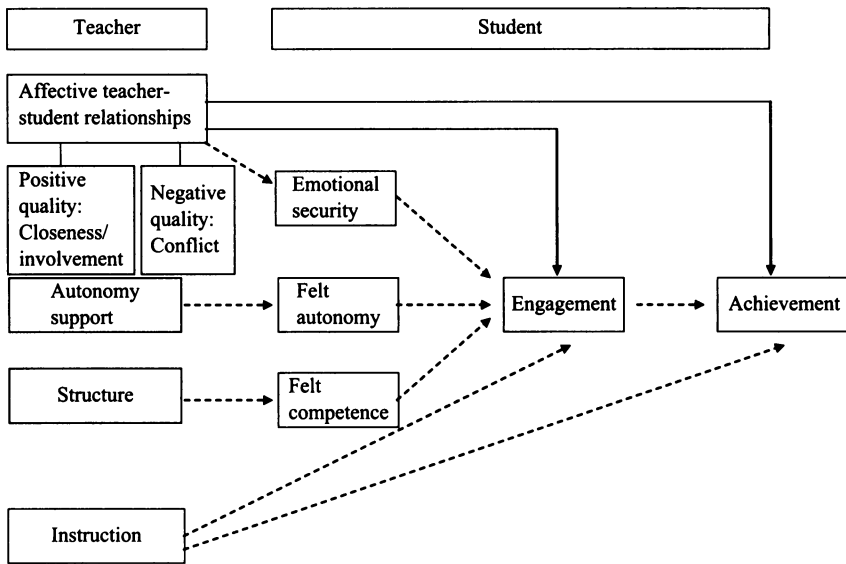 Teacher
Student
Affective teacher-
student relationships
Positive
quality:
Closeness/
involvement
Negative
quality:
Conflict
Emotional
security
Autonomy
support
Felt
autonomy
Engagement
Achievement
Structure
Felt
competence
Instruction